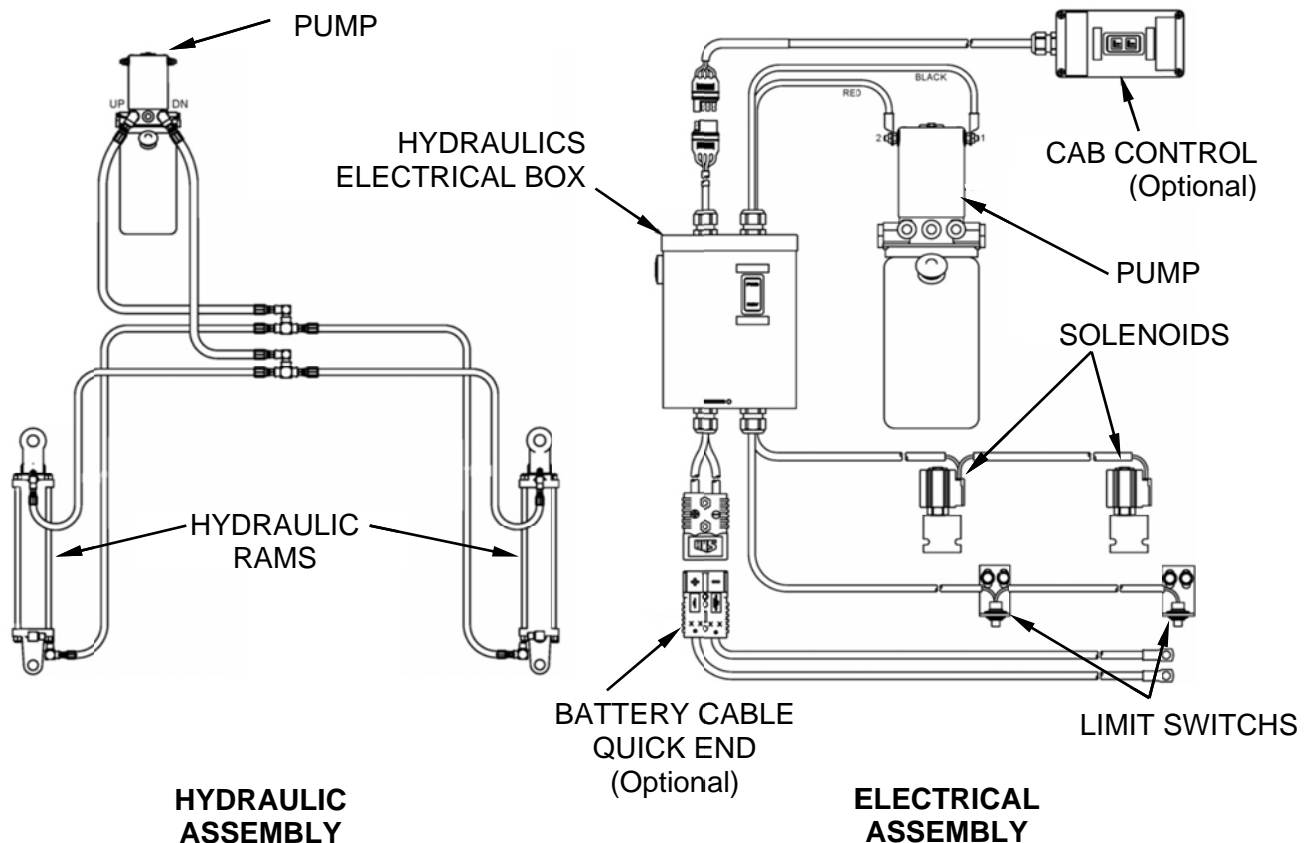 PUMP
UP
DN
HYDRAULIC
RAMS
HYDRAULIC
ASSEMBLY
HYDRAULICS
ELECTRICAL BOX
BLACK
RED
2
1
CAB CONTROL
(Optional)
PUMP
SOLENOIDS
+ -
BATTERY CABLE
QUICK END
(Optional)
LIMIT SWITCHS
ELECTRICAL
ASSEMBLY